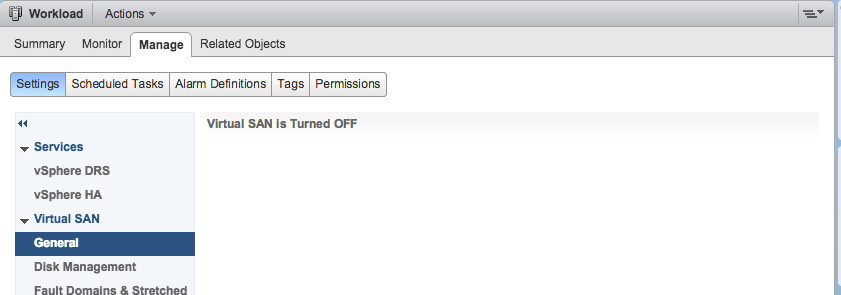 Workload Actions
Summary Monitor Manage Related Objects
Settings Scheduled Tasks Alarm Definitions Tags Permissions
Virtual SAN is Turned OFF
Services
vSphere DRS
vSphere HA
Virtual SAN
General
Disk Management
Fault Domains & Stretched